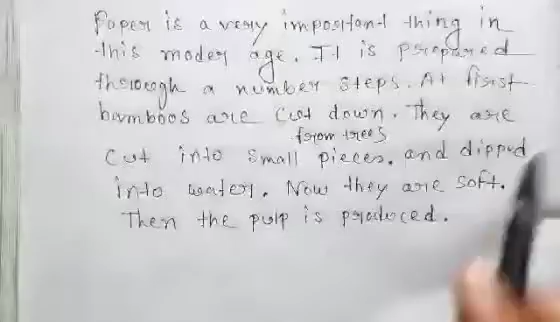 Paper is a very important thing in
this moder age. It is prepared
thorough a number steps. At first
bamboos are cut down. They are
from trees
cut into small pieces. and dipped
into water. Now they are soft.
Then the pulp is produced.